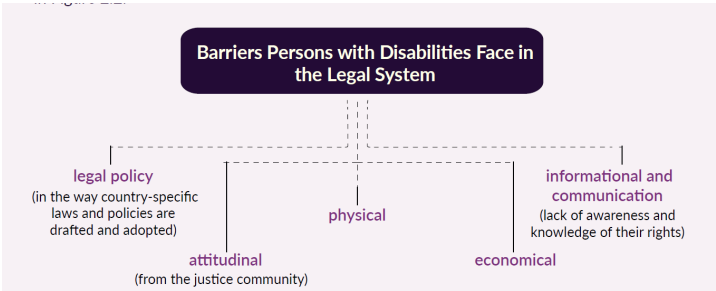 Barriers Persons with Disabilities Face in
the Legal System
legal policy
(in the way country-specific
laws and policies are
drafted and adopted)
attitudinal
(from the justice community)
physical
economical
informational and
communication
(lack of awareness and
knowledge of their rights)